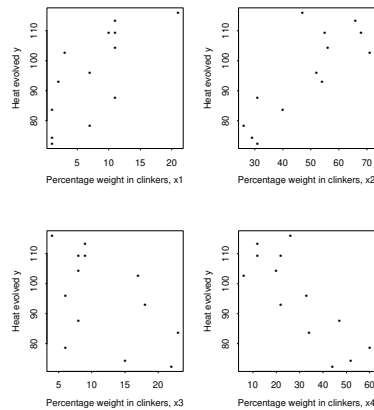 Heat evolved y
110
100
90
80
5 10 15 20
Percentage weight in clinkers, x1
Heat evolved y
110
100
90
80
30 40 50 60 70
Percentage weight in clinkers, x2
Heat evolved y
110
100
90
80
5 10 15 20
Percentage weight in clinkers, x3
Heat evolved y
110
100
90
80
10 20 30 40 50 60
Percentage weight in clinkers, x4